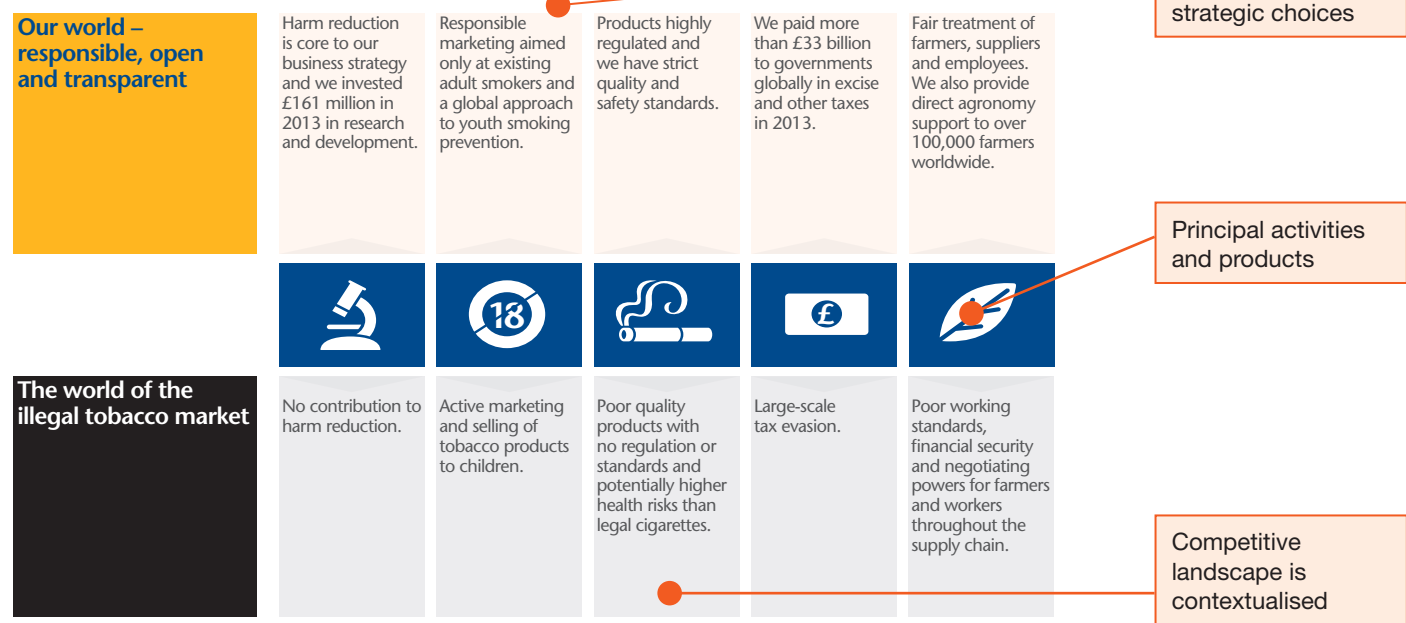 strategic choices
Our world –
responsible, open
and transparent
Harm reduction
is core to our
business strategy
and we invested
£161 million in
2013 in research
and development.
Responsible
marketing aimed
only at existing
adult smokers and
a global approach
to youth smoking
prevention.
Products highly
regulated and
we have strict
quality and
safety standards.
We paid more
than £33 billion
to governments
globally in excise
and other taxes
in 2013.
Fair treatment of
farmers, suppliers
and employees.
We also provide
direct agronomy
support to over
100,000 farmers
worldwide.
Principal activities
and products
18
£
The world of the
illegal tobacco market
No contribution to
harm reduction.
Active marketing
and selling of
tobacco products
to children.
Poor quality
products with
no regulation or
standards and
potentially higher
health risks than
legal cigarettes.
Large-scale
tax evasion.
Poor working
standards,
financial security
and negotiating
powers for farmers
and workers
throughout the
supply chain.
Competitive
landscape is
contextualised